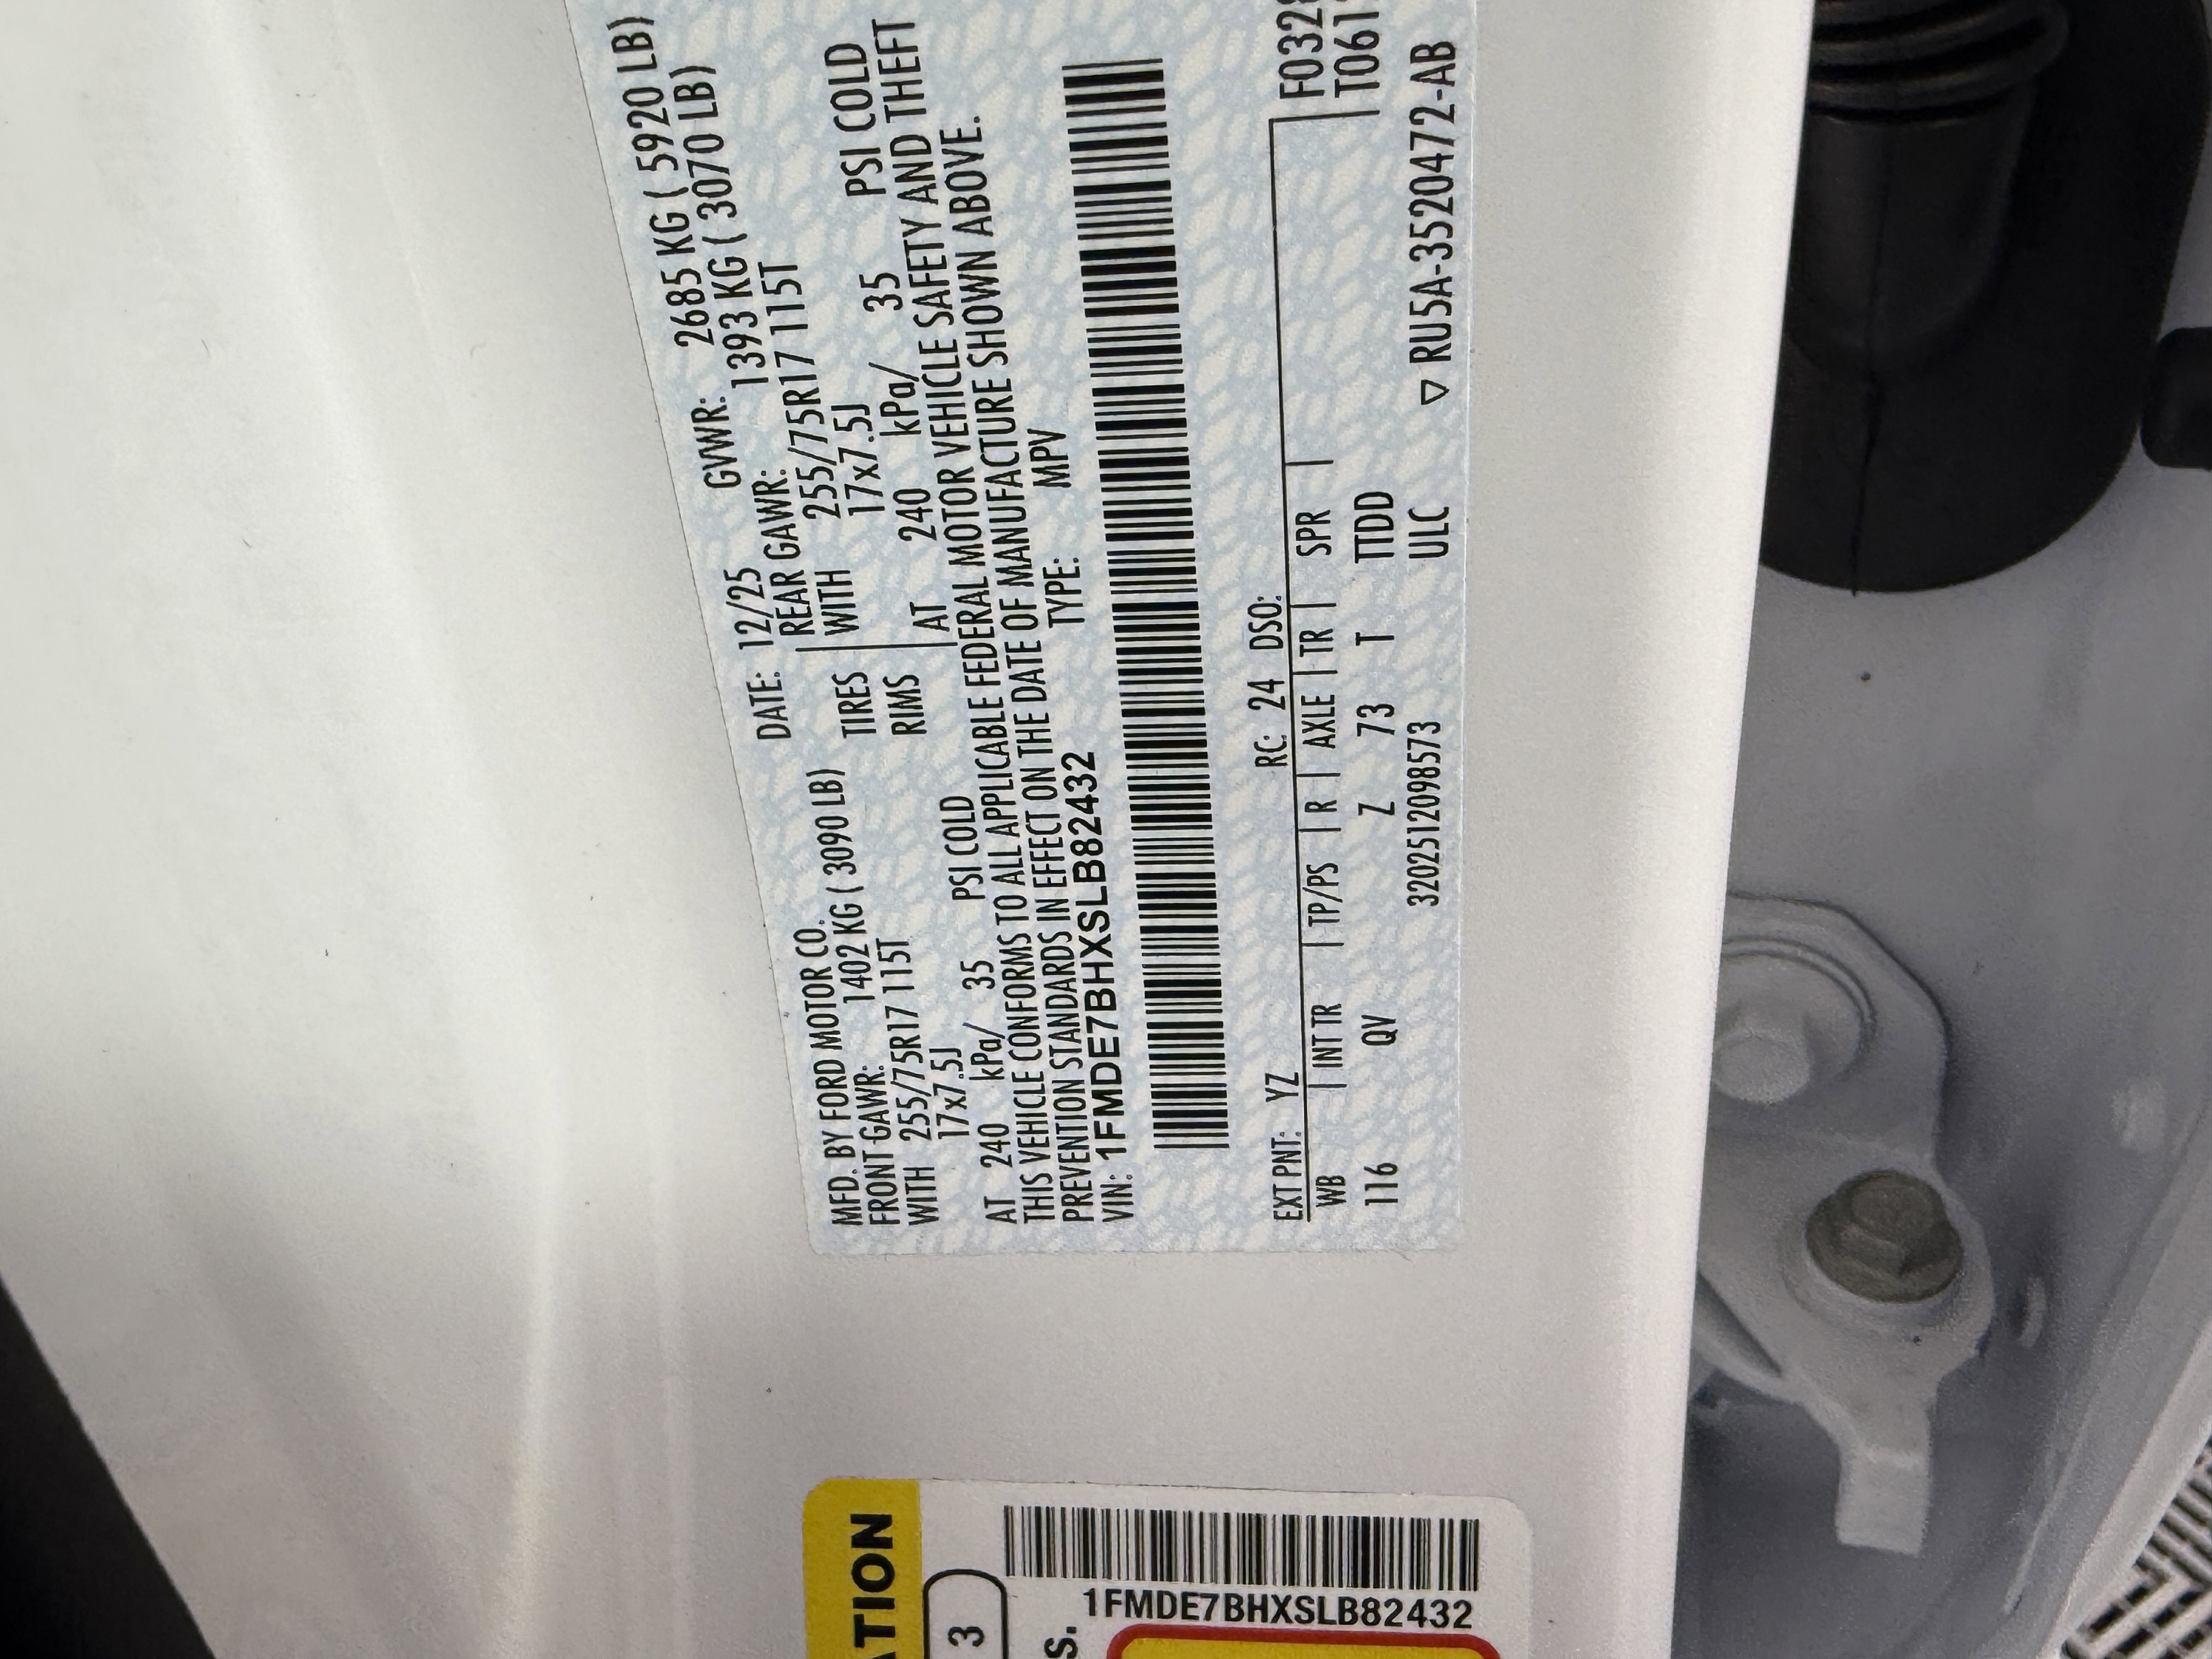 MFD. BY FORD MOTOR CO. DATE: 12/25 GVWR: 2685 KG ( 5920 LB)
FRONT GAWR: 1402 KG ( 3090 LB) REAR GAWR: 1393 KG ( 3070 LB)
WITH 255/75R17 115T TIRES WITH 255/75R17 115T
17x7.5J RIMS 17x7.5J
AT 240 kPa/ 35 PSI COLD AT 240 kPa/ 35 PSI COLD
THIS VEHICLE CONFORMS TO ALL APPLICABLE FEDERAL MOTOR VEHICLE SAFETY AND THEFT
PREVENTION STANDARDS IN EFFECT ON THE DATE OF MANUFACTURE SHOWN ABOVE.
VIN: 1FMDE7BHXSLB82432 TYPE: MPV
EXT PNT: YZ RC: 24 DSO:
WB INT TR TP/PS R AXLE TR SPR
116 QV Z 73 T TTDD
3202512098573 ULC ▽ RU5A-3520472-AB
3
1FMDE7BHXSLB82432